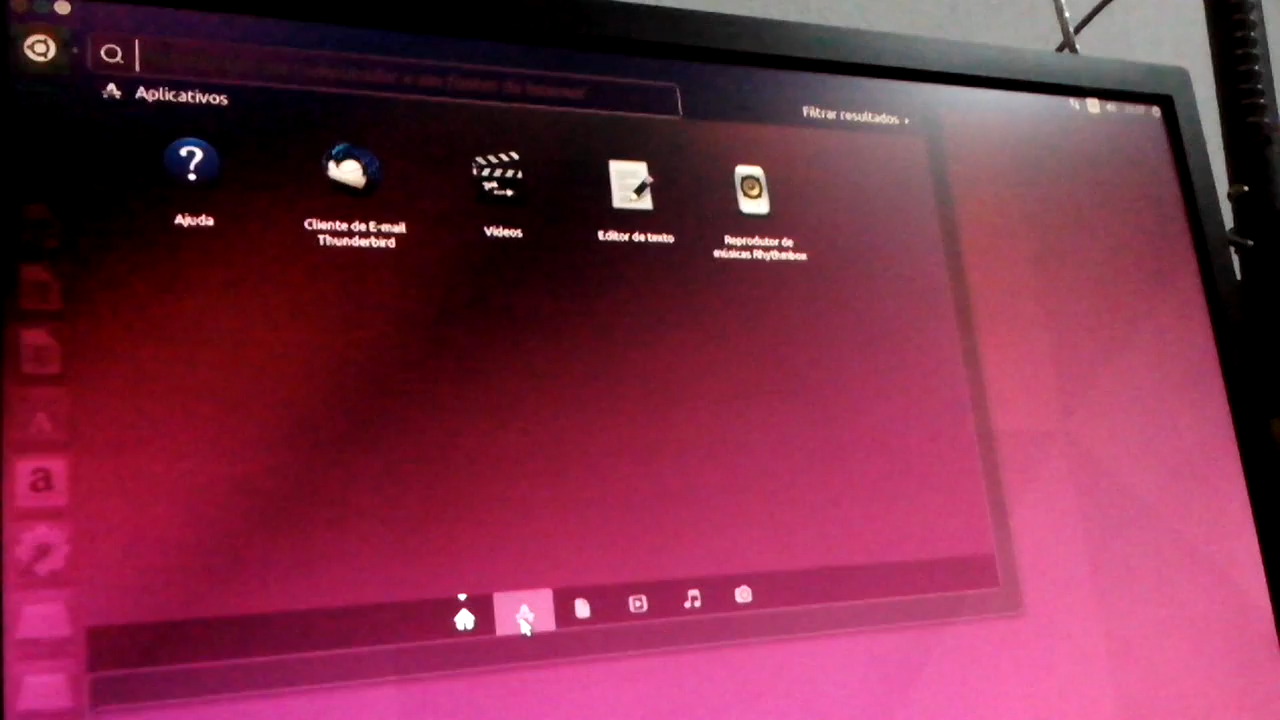 Aplicativos
Filtrar resultados
Ajuda
Cliente de E-mail
Thunderbird
Vídeos
Editor de texto
Reprodutor de
músicas Rhythmbox
a